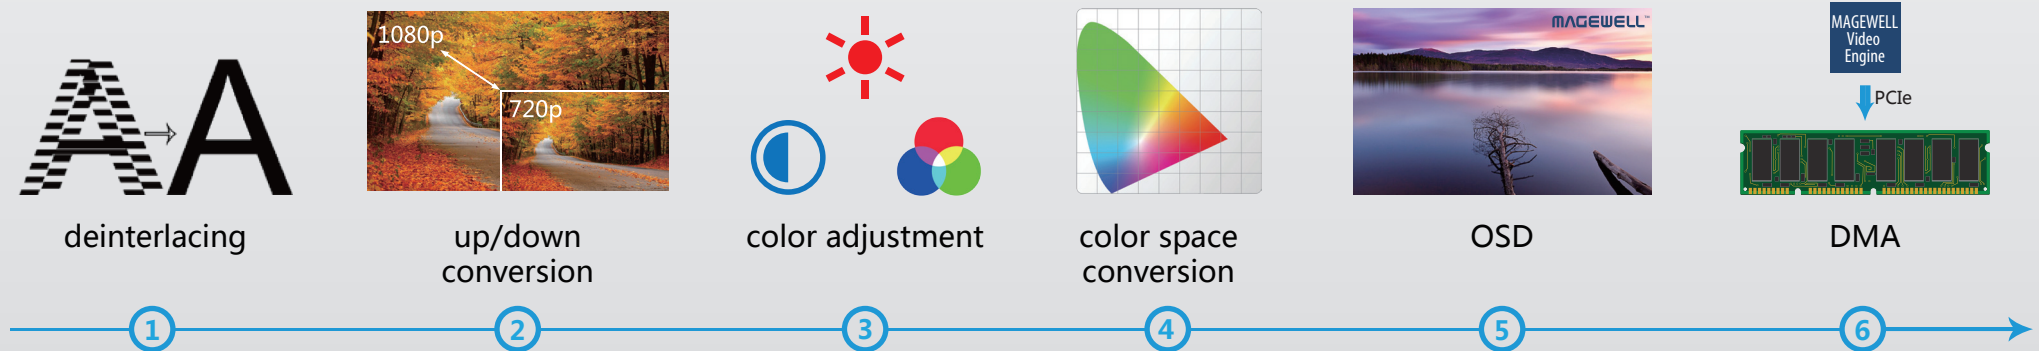 1080p
720p
MAGEWELL™
MAGEWELL
Video
Engine
PCIe
deinterlacing
up/down
conversion
color adjustment
color space
conversion
OSD
DMA
1
2
3
4
5
6